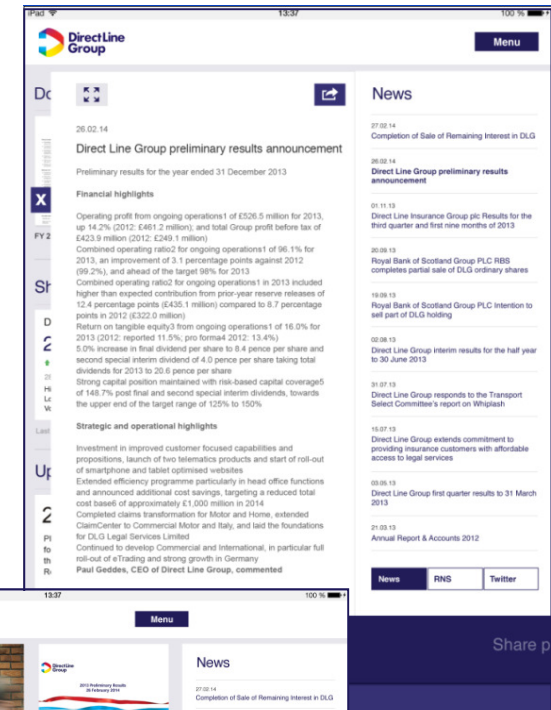 iPad
13:37
100 %
DirectLine
Group
Menu
Do
X
FY 2
Sh
D
2
Hi
Lo
Vo
Last
Up
2
Pl
fo
th
R
26.02.14
Direct Line Group preliminary results announcement
Preliminary results for the year ended 31 December 2013
Financial highlights
Operating profit from ongoing operations1 of £526.5 million for 2013,
up 14.2% (2012: £461.2 million); and total Group profit before tax of
£423.9 million (2012: £249.1 million)
Combined operating ratio2 for ongoing operations1 of 96.1% for
2013, an improvement of 3.1 percentage points against 2012
(99.2%), and ahead of the target 98% for 2013
Combined operating ratio2 from ongoing operations1 in 2013 included
higher than expected contribution from prior-year reserve releases of
12.4 percentage points (£435.1 million) compared to 8.7 percentage
points in 2012 (£322.0 million)
Return on tangible equity3 from ongoing operations1 of 16.0% for
2013 (2012: reported 11.5%; pro forma4 2012: 13.4%)
5.0% increase in final dividend per share to 8.4 pence per share and
second special interim dividend of 4.0 pence per share taking total
dividends for 2013 to 20.6 pence per share
Strong capital position maintained with risk-based capital coverage5
of 148.7% post final and second special interim dividends, towards
the upper end of the target range of 125% to 150%
Strategic and operational highlights
Investment in improved customer focused capabilities and
propositions, launch of two telematics products and start of roll-out
of smartphone and tablet optimised websites
Extended efficiency programme particularly in head office functions
and announced additional cost savings, targeting a reduced total
cost base6 of approximately £1,000 million in 2014
Completed claims transformation for Motor and Home, extended
ClaimCenter to Commercial Motor and Italy, and laid the foundations
for DLG Legal Services Limited
Continued to develop Commercial and International, in particular full
roll-out of eTrading and strong growth in Germany
Paul Geddes, CEO of Direct Line Group, commented
News
27.02.14
Completion of Sale of Remaining Interest in DLG
26.02.14
Direct Line Group preliminary results
announcement
01.11.13
Direct Line Insurance Group plc Results for the
third quarter and first nine months of 2013
20.09.13
Royal Bank of Scotland Group PLC RBS
completes partial sale of DLG ordinary shares
19.09.13
Royal Bank of Scotland Group PLC Intention to
sell part of DLG holding
02.08.13
Direct Line Group interim results for the half year
to 30 June 2013
31.07.13
Direct Line Group responds to the Transport
Select Committee's report on Whiplash
15.07.13
Direct Line Group extends commitment to
providing insurance customers with affordable
access to legal services
03.05.13
Direct Line Group first quarter results to 31 March
2013
21.03.13
Annual Report & Accounts 2012
News
RNS
Twitter
Share p
13:37
100 %
Menu
DirectLine
Group
2013 Preliminary Results
26 February 2014
News
27.02.14
Completion of Sale of Remaining Interest in DLG